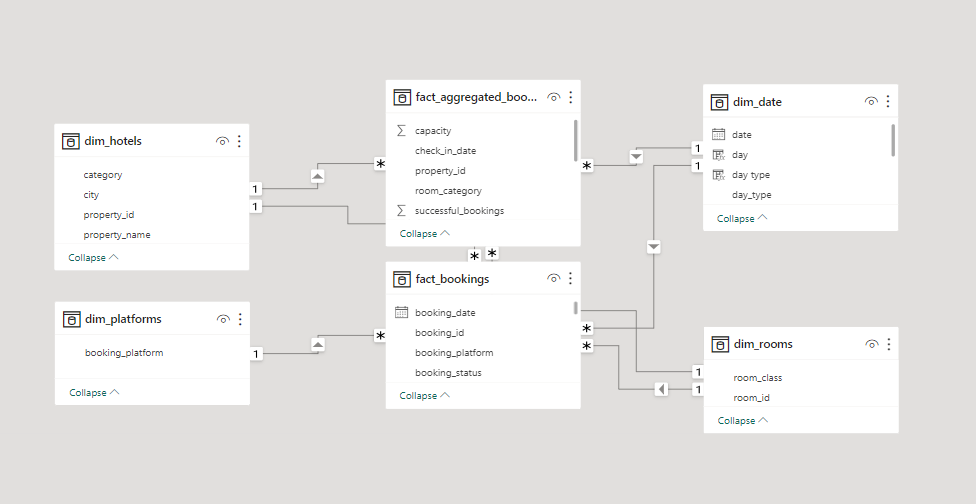 dim_hotels
category
city
property_id
property_name
Collapse
fact_aggregated_boo...
capacity
check_in_date
property_id
room_category
successful_bookings
Collapse
dim_date
date
day
day type
day_type
Collapse
1
1
*
*
1
1
*
*
dim_platforms
booking_platform
Collapse
fact_bookings
booking_date
booking_id
booking_platform
booking_status
Collapse
dim_rooms
room_class
room_id
Collapse
1
*
*
*
1
1